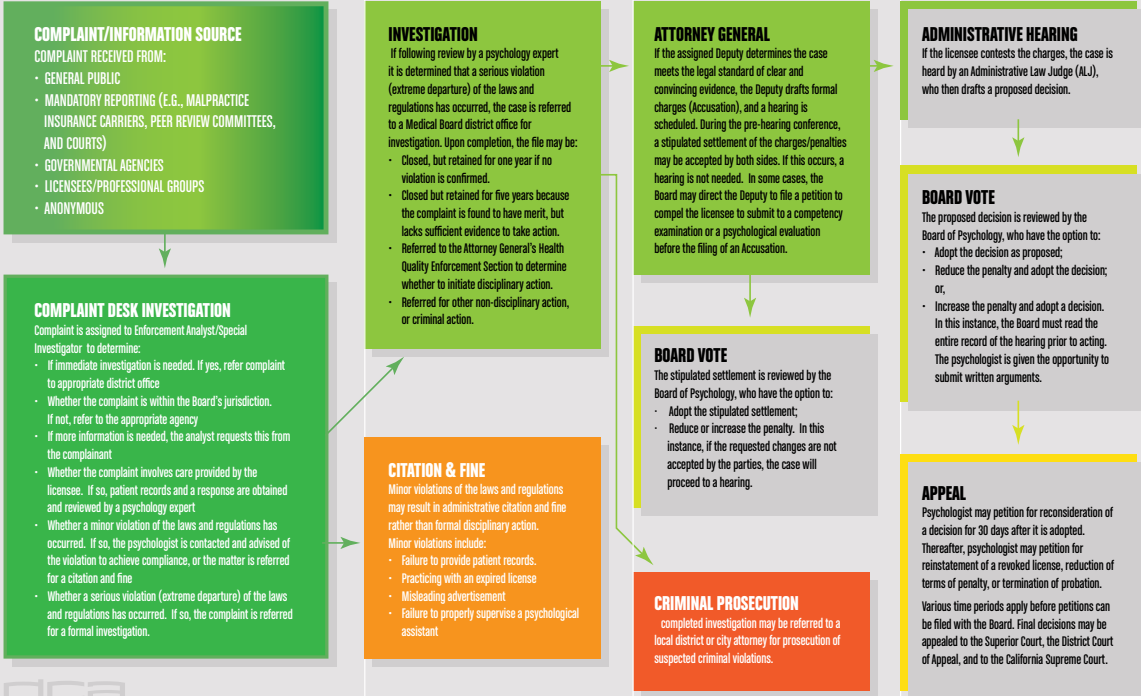 COMPLAINT/INFORMATION SOURCE
COMPLAINT RECEIVED FROM:
· GENERAL PUBLIC
· MANDATORY REPORTING (E.G., MALPRACTICE
INSURANCE CARRIERS, PEER REVIEW COMMITTEES,
AND COURTS)
· GOVERNMENTAL AGENCIES
· LICENSEES/PROFESSIONAL GROUPS
· ANONYMOUS
COMPLAINT DESK INVESTIGATION
Complaint is assigned to Enforcement Analyst/Special
Investigator to determine:
· If immediate investigation is needed. If yes, refer complaint
to appropriate district office
· Whether the complaint is within the Board's jurisdiction.
If not, refer to the appropriate agency
· If more information is needed, the analyst requests this from
the complainant
· Whether the complaint involves care provided by the
licensee. If so, patient records and a response are obtained
and reviewed by a psychology expert
· Whether a minor violation of the laws and regulations has
occurred. If so, the psychologist is contacted and advised of
the violation to achieve compliance, or the matter is referred
for a citation and fine
· Whether a serious violation (extreme departure) of the laws
and regulations has occurred. If so, the complaint is referred
for a formal investigation.
INVESTIGATION
If following review by a psychology expert
it is determined that a serious violation
(extreme departure) of the laws and
regulations has occurred, the case is referred
to a Medical Board district office for
investigation. Upon completion, the file may be:
· Closed, but retained for one year if no
violation is confirmed.
· Closed but retained for five years because
the complaint is found to have merit, but
lacks sufficient evidence to take action.
· Referred to the Attorney General's Health
Quality Enforcement Section to determine
whether to initiate disciplinary action.
· Referred for other non-disciplinary action,
or criminal action.
CITATION & FINE
Minor violations of the laws and regulations
may result in administrative citation and fine
rather than formal disciplinary action.
Minor violations include:
· Failure to provide patient records.
· Practicing with an expired license
· Misleading advertisement
· Failure to properly supervise a psychological
assistant
ATTORNEY GENERAL
If the assigned Deputy determines the case
meets the legal standard of clear and
convincing evidence, the Deputy drafts formal
charges (Accusation), and a hearing is
scheduled. During the pre-hearing conference,
a stipulated settlement of the charges/penalties
may be accepted by both sides. If this occurs, a
hearing is not needed. In some cases, the
Board may direct the Deputy to file a petition to
compel the licensee to submit to a competency
examination or a psychological evaluation
before the filing of an Accusation.
BOARD VOTE
The stipulated settlement is reviewed by the
Board of Psychology, who have the option to:
· Adopt the stipulated settlement;
· Reduce or increase the penalty. In this
instance, if the requested changes are not
accepted by the parties, the case will
proceed to a hearing.
CRIMINAL PROSECUTION
completed investigation may be referred to a
local district or city attorney for prosecution of
suspected criminal violations.
ADMINISTRATIVE HEARING
If the licensee contests the charges, the case is
heard by an Administrative Law Judge (ALJ),
who then drafts a proposed decision.
BOARD VOTE
The proposed decision is reviewed by the
Board of Psychology, who have the option to:
· Adopt the decision as proposed;
· Reduce the penalty and adopt the decision;
or,
· Increase the penalty and adopt a decision.
In this instance, the Board must read the
entire record of the hearing prior to acting.
The psychologist is given the opportunity to
submit written arguments.
APPEAL
Psychologist may petition for reconsideration of
a decision for 30 days after it is adopted.
Thereafter, psychologist may petition for
reinstatement of a revoked license, reduction of
terms of penalty, or termination of probation.
Various time periods apply before petitions can
be filed with the Board. Final decisions may be
appealed to the Superior Court, the District Court
of Appeal, and to the California Supreme Court.
dca